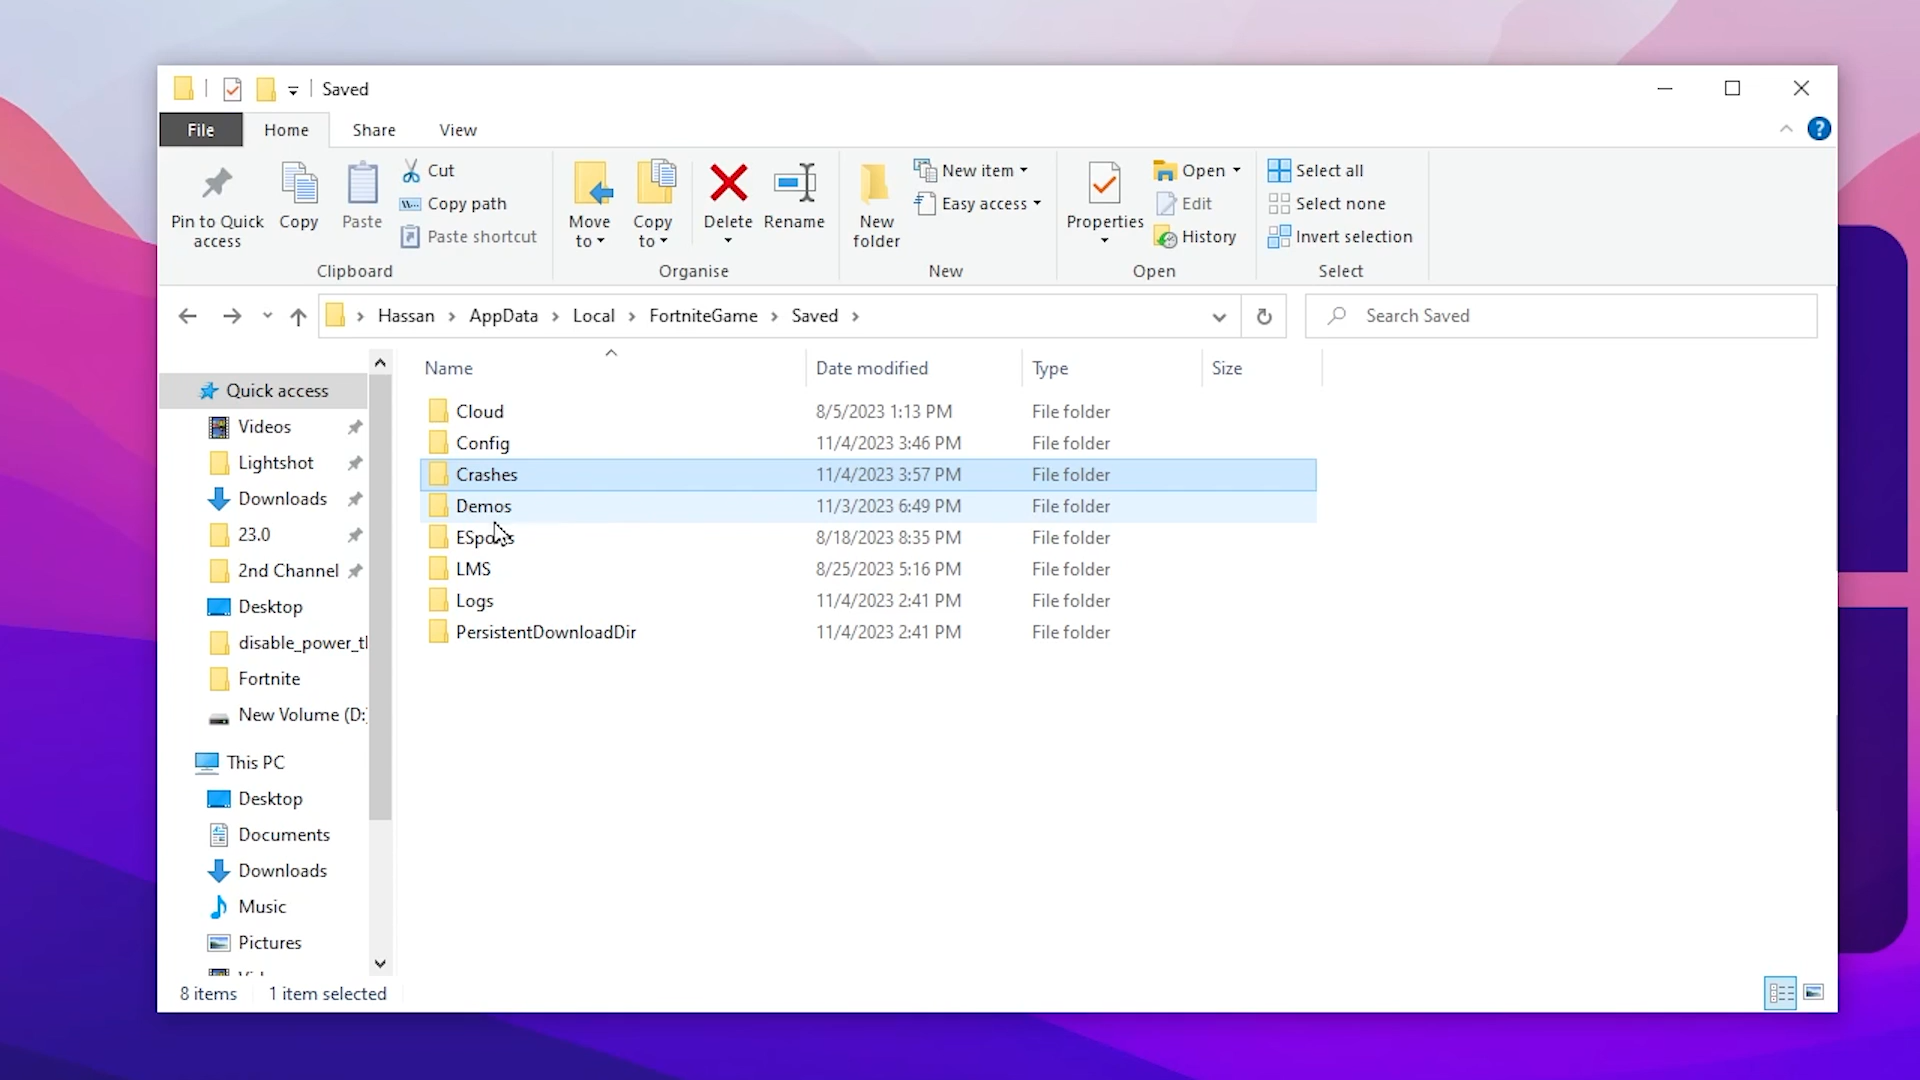 Saved
File Home Share View
Pin to Quick access
Copy
Paste
Cut
Copy path
Paste shortcut
Clipboard
Move to
Copy to
Delete
Rename
Organise
New folder
New item
Easy access
New
Properties
Open
Edit
History
Open
Select all
Select none
Invert selection
Select
Hassan > AppData > Local > FortniteGame > Saved >
Search Saved
Quick access
Videos
Lightshot
Downloads
23.0
2nd Channel
Desktop
disable_power_tl
Fortnite
New Volume (D:)
This PC
Desktop
Documents
Downloads
Music
Pictures
Name Date modified Type Size
Cloud 8/5/2023 1:13 PM File folder
Config 11/4/2023 3:46 PM File folder
Crashes 11/4/2023 3:57 PM File folder
Demos 11/3/2023 6:49 PM File folder
ESports 8/18/2023 8:35 PM File folder
LMS 8/25/2023 5:16 PM File folder
Logs 11/4/2023 2:41 PM File folder
PersistentDownloadDir 11/4/2023 2:41 PM File folder
8 items 1 item selected